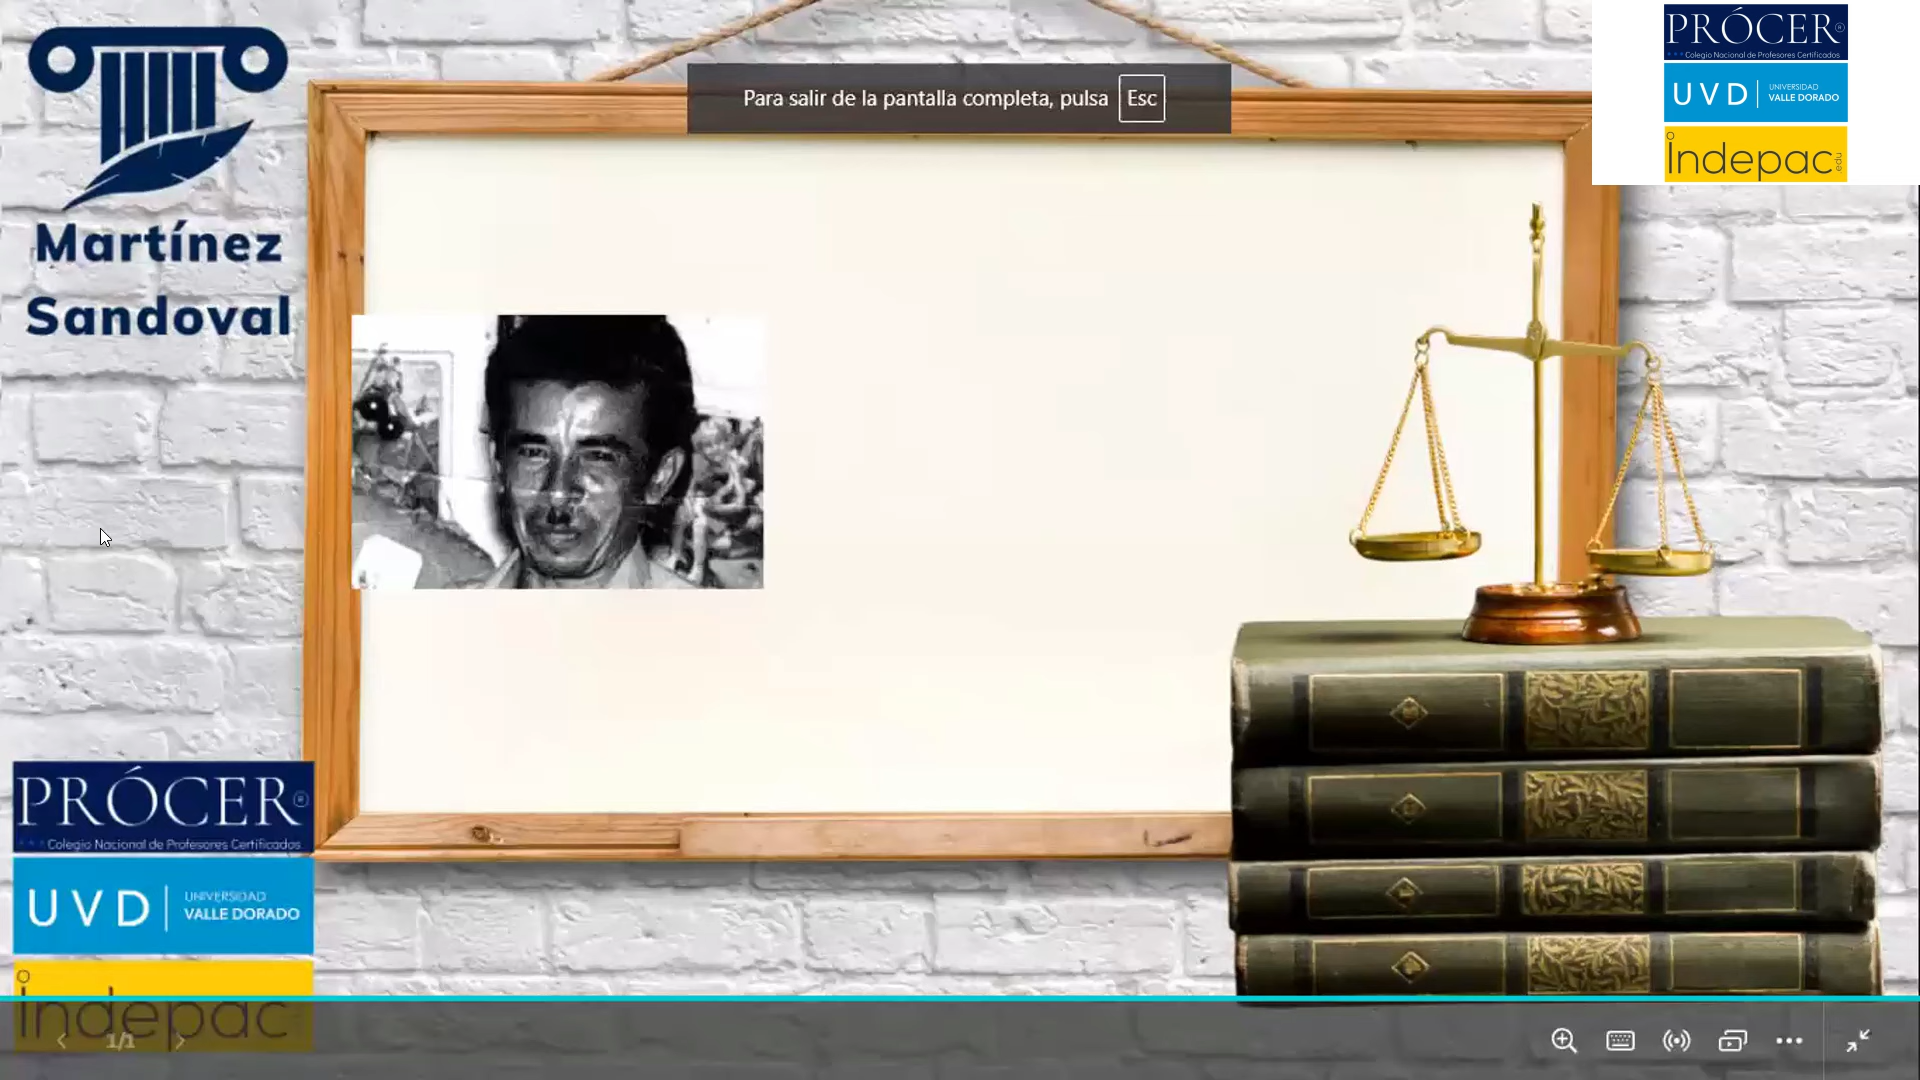 Martínez
Sandoval
Para salir de la pantalla completa, pulsa Esc
PRÓCER®
Colegio Nacional de Profesores Certificados
UVD UNIVERSIDAD
VALLE DORADO
indepac.edu
PRÓCER®
Colegio Nacional de Profesores Certificados
UVD UNIVERSIDAD
VALLE DORADO
indepac
1/1